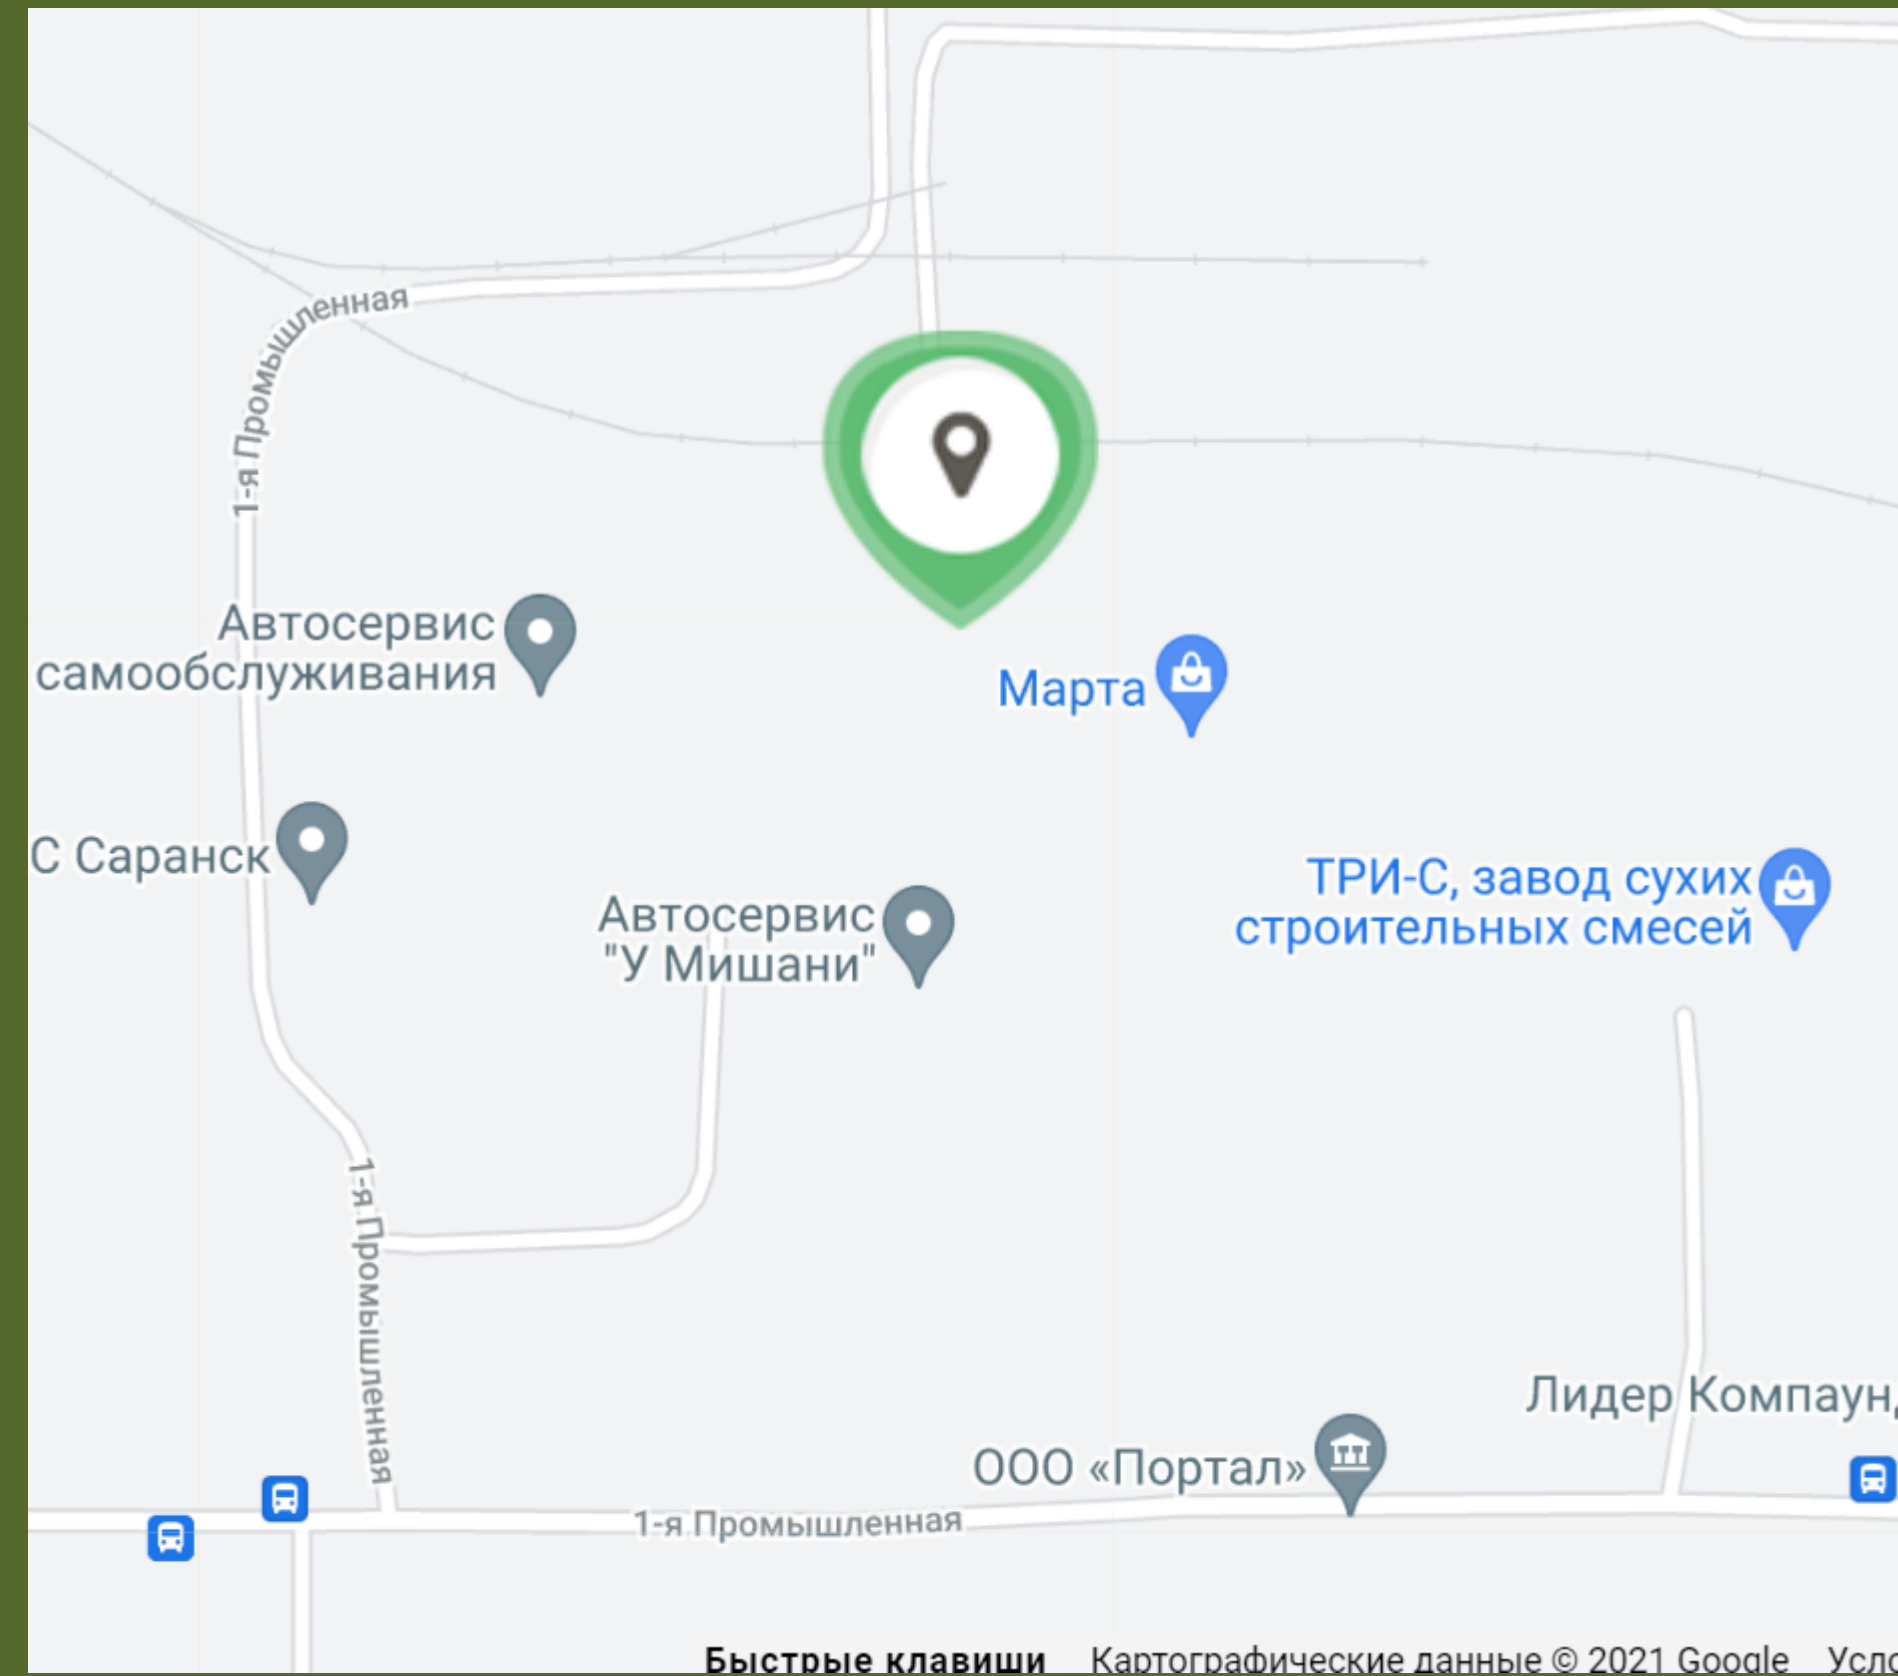 1-я Промышленная
Автосервис
самообслуживания
Марта
С Саранск
Автосервис
"У Мишани"
ТРИ-С, завод сухих
строительных смесей
1-я Промышленная
Лидер Компаунд
ООО «Портал»
1-я Промышленная
Быстрые клавиши Картографические данные © 2021 Google